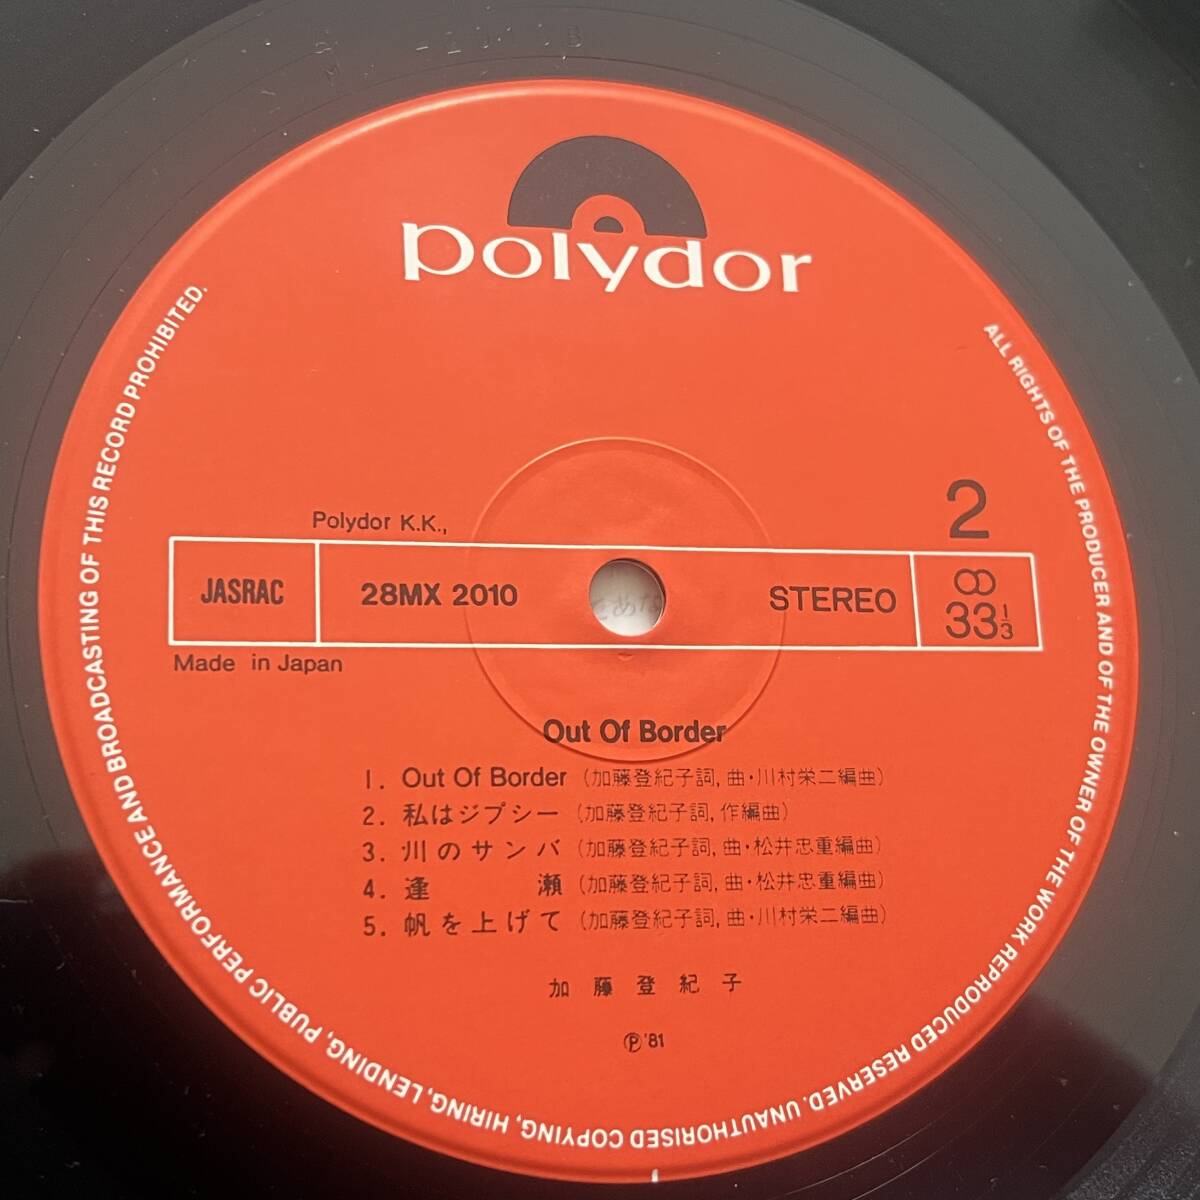 polydor
2
Polydor K.K.,
JASRAC 28MX 2010 STEREO 33 1/3
Made in Japan
Out Of Border
1. Out Of Border (加藤登紀子詞, 曲・川村栄二編曲)
2. 私はジプシー (加藤登紀子詞, 作編曲)
3. 川のサンバ (加藤登紀子詞, 曲・松井忠重編曲)
4. 逢瀬 (加藤登紀子詞, 曲・松井忠重編曲)
5. 帆を上げて (加藤登紀子詞, 曲・川村栄二編曲)
加藤登紀子
Ⓟ'81
ALL RIGHTS OF THE PRODUCER AND OF THE OWNER OF THE WORK REPRODUCED RESERVED. UNAUTHORISED COPYING, HIRING, LENDING, PUBLIC PERFORMANCE AND BROADCASTING OF THIS RECORD PROHIBITED.